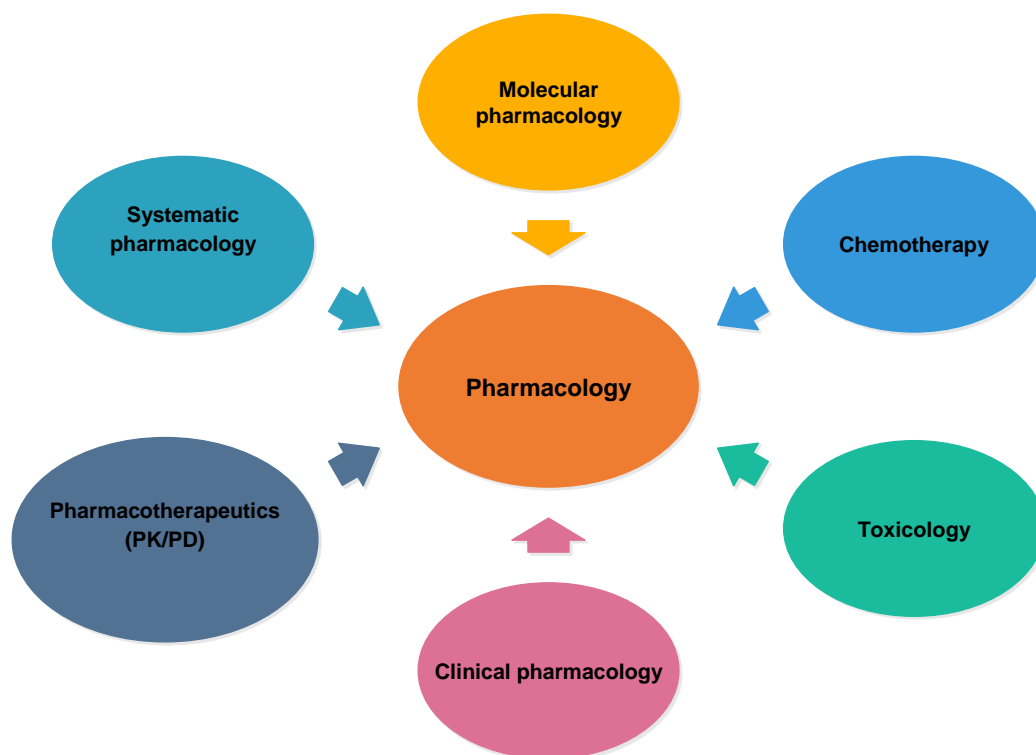 Molecular
pharmacology
Systematic
pharmacology
Chemotherapy
Pharmacology
Pharmacotherapeutics
(PK/PD)
Toxicology
Clinical pharmacology